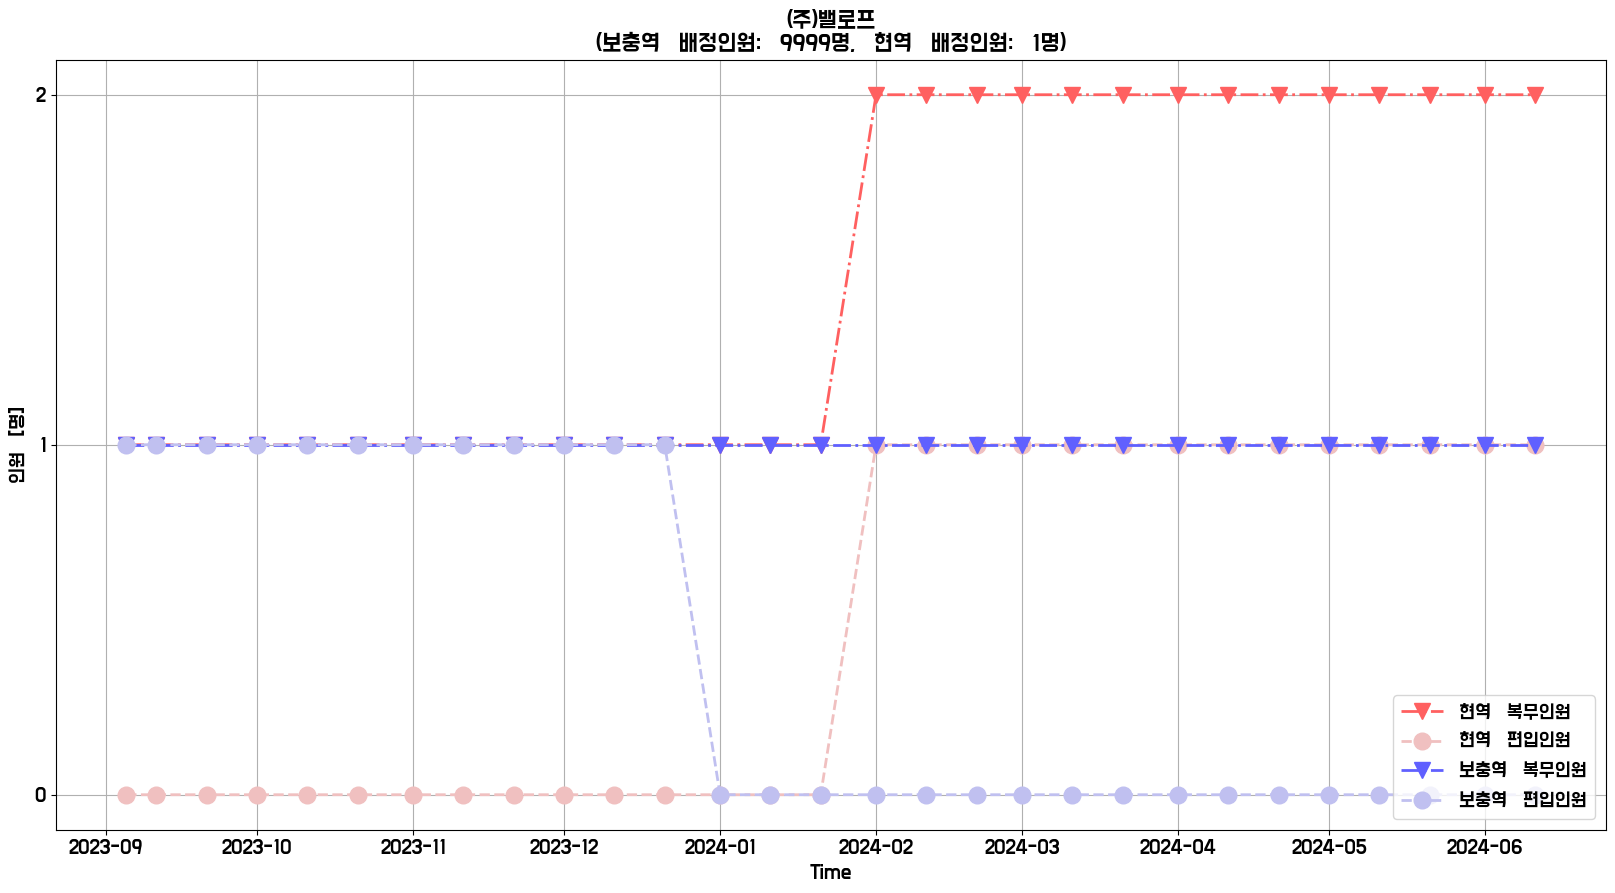 (주)밸로프
(보충역 배정인원: 9999명, 현역 배정인원: 1명)
2
1
0
인원 [명]
2023-09 2023-10 2023-11 2023-12 2024-01 2024-02 2024-03 2024-04 2024-05 2024-06
Time
현역 복무인원
현역 편입인원
보충역 복무인원
보충역 편입인원